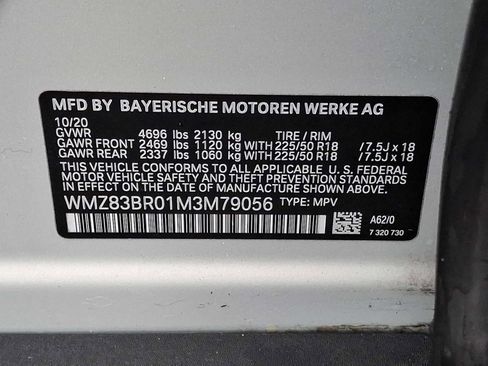 MFD BY BAYERISCHE MOTOREN WERKE AG
10/20
GVWR 4696 lbs 2130 kg TIRE / RIM
GAWR FRONT 2469 lbs 1120 kg WITH 225/50 R18 /7.5J x 18
GAWR REAR 2337 lbs 1060 kg WITH 225/50 R18 /7.5J x 18
THIS VEHICLE CONFORMS TO ALL APPLICABLE U. S. FEDERAL
MOTOR VEHICLE SAFETY AND THEFT PREVENTION STANDARDS
IN EFFECT ON THE DATE OF MANUFACTURE SHOWN ABOVE.
WMZ83BR01M3M79056 TYPE: MPV
A62/0
7 320 730